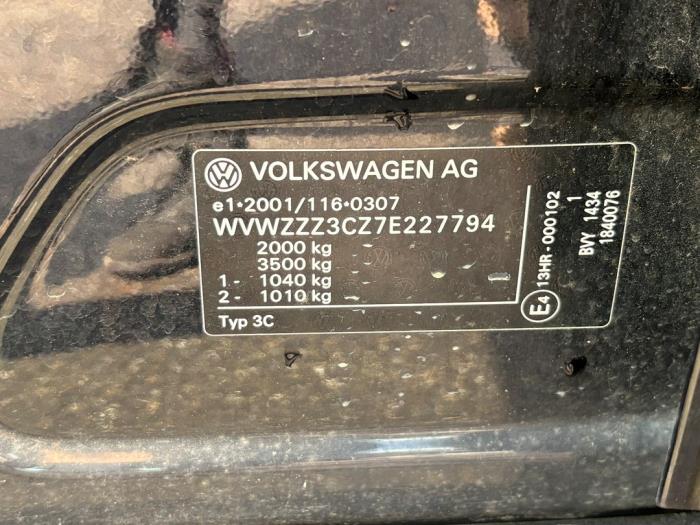 VOLKSWAGEN AG
e1*2001/116*0307
WVWZZZ3CZ7E227794
2000 kg
3500 kg
1- 1040 kg
2- 1010 kg
Typ 3C
E4 13HR-000102
1
BVY 1434
1840076